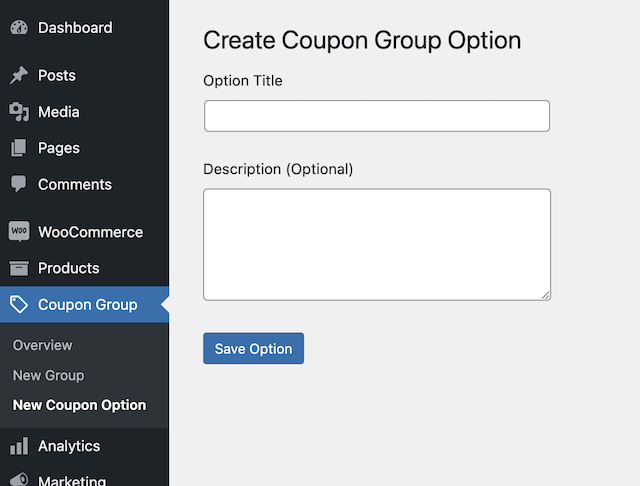 Dashboard
Posts
Media
Pages
Comments
woo WooCommerce
Products
Coupon Group
Overview
New Group
New Coupon Option
Analytics
Marketing
Create Coupon Group Option
Option Title
Description (Optional)
Save Option